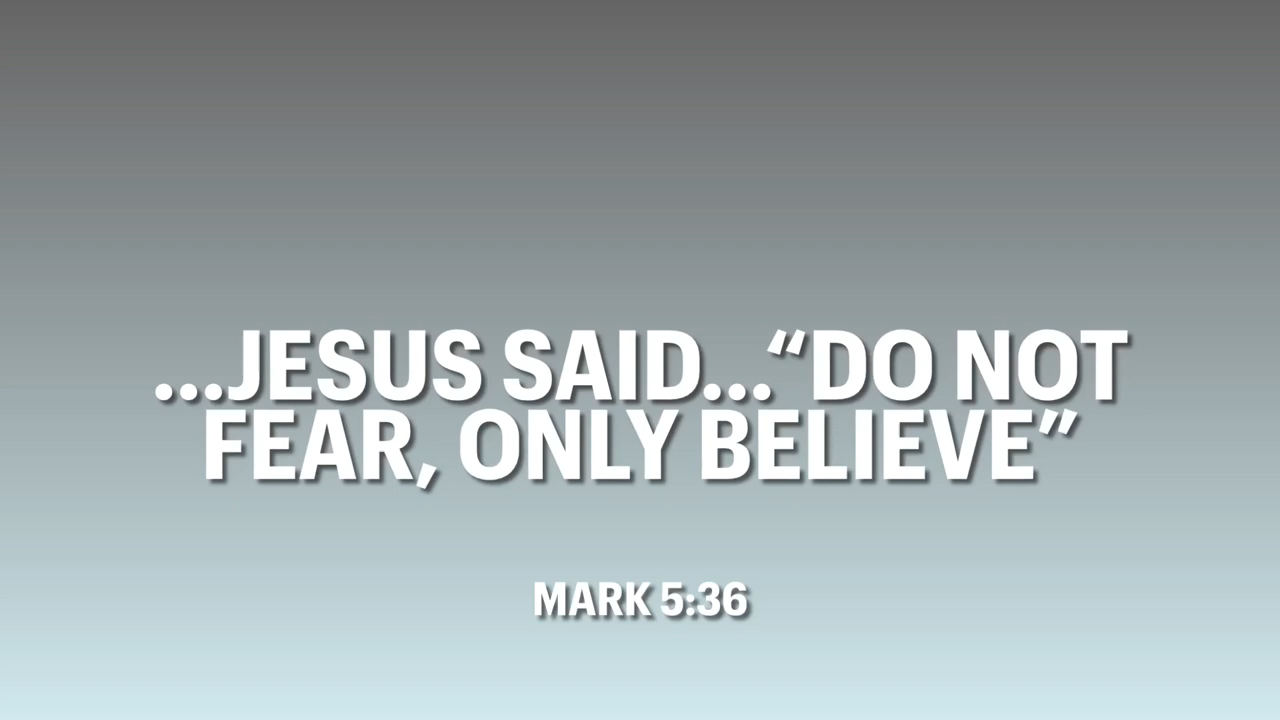 ...JESUS SAID...“DO NOT
FEAR, ONLY BELIEVE”
MARK 5:36